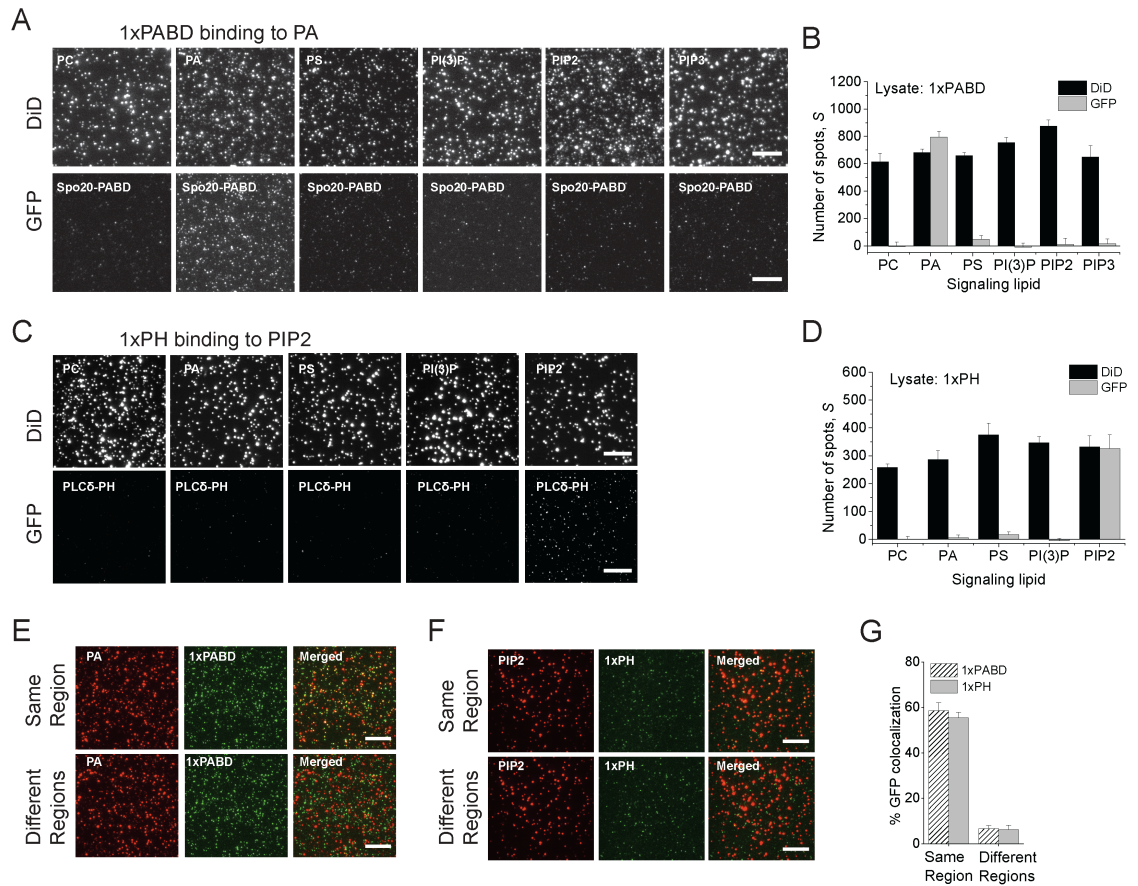 A
1xPABD binding to PA
DiD
PC
PA
PS
PI(3)P
PIP2
PIP3
GFP
Spo20-PABD
Spo20-PABD
Spo20-PABD
Spo20-PABD
Spo20-PABD
Spo20-PABD
B
Lysate: 1xPABD
DiD
GFP
Number of spots, S
1200
1000
800
600
400
200
0
PC PA PS PI(3)P PIP2 PIP3
Signaling lipid
C
1xPH binding to PIP2
DiD
PC
PA
PS
PI(3)P
PIP2
GFP
PLCδ-PH
PLCδ-PH
PLCδ-PH
PLCδ-PH
PLCδ-PH
D
Lysate: 1xPH
DiD
GFP
Number of spots, S
600
500
400
300
200
100
0
PC PA PS PI(3)P PIP2
Signaling lipid
E
Same
Region
PA
1xPABD
Merged
Different
Regions
PA
1xPABD
Merged
F
Same
Region
PIP2
1xPH
Merged
Different
Regions
PIP2
1xPH
Merged
G
1xPABD
1xPH
% GFP colocalization
80
60
40
20
0
Same
Region
Different
Regions